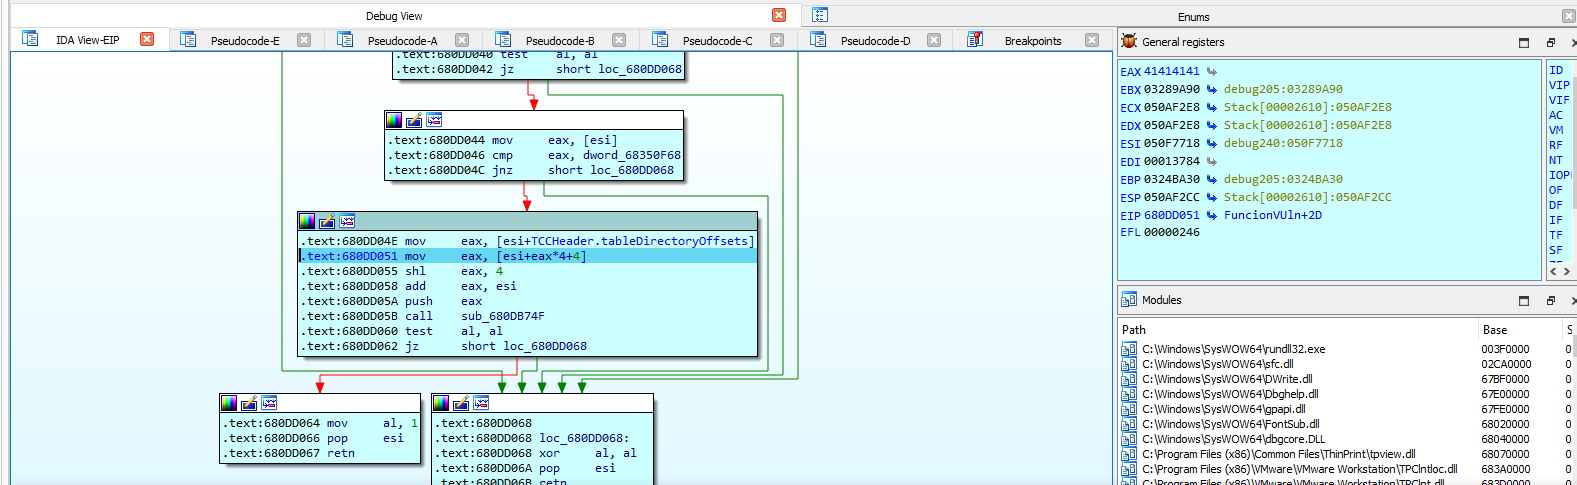 Debug View
Enums
IDA View-EIP
Pseudocode-E
Pseudocode-A
Pseudocode-B
Pseudocode-C
Pseudocode-D
Breakpoints
.text:680DD040 test    al, al
.text:680DD042 jz      short loc_680DD068
.text:680DD044 mov     eax, [esi]
.text:680DD046 cmp     eax, dword_68350F68
.text:680DD04C jnz     short loc_680DD068
.text:680DD04E mov     eax, [esi+TCCHeader.tableDirectoryOffsets]
.text:680DD051 mov     eax, [esi+eax*4+4]
.text:680DD055 shl     eax, 4
.text:680DD058 add     eax, esi
.text:680DD05A push    eax
.text:680DD05B call    sub_680DB74F
.text:680DD060 test    al, al
.text:680DD062 jz      short loc_680DD068
.text:680DD064 mov     al, 1
.text:680DD066 pop     esi
.text:680DD067 retn
.text:680DD068
.text:680DD068 loc_680DD068:
.text:680DD068 xor     al, al
.text:680DD06A pop     esi
.text:680DD06B retn
General registers
EAX 41414141
EBX 03289A90 debug205:03289A90
ECX 050AF2E8 Stack[00002610]:050AF2E8
EDX 050AF2E8 Stack[00002610]:050AF2E8
ESI 050F7718 debug240:050F7718
EDI 00013784
EBP 0324BA30 debug205:0324BA30
ESP 050AF2CC Stack[00002610]:050AF2CC
EIP 680DD051 FuncionVUln+2D
EFL 00000246
ID
VIP
VIF
AC
VM
RF
NT
IOP
OF
DF
IF
TF
SF
Modules
Path Base S
C:\Windows\SysWOW64\rundll32.exe 003F0000 0
C:\Windows\SysWOW64\sfc.dll 02CA0000 0
C:\Windows\SysWOW64\DWrite.dll 67BF0000 0
C:\Windows\SysWOW64\Dbghelp.dll 67E00000 0
C:\Windows\SysWOW64\gpapi.dll 67FE0000 0
C:\Windows\SysWOW64\FontSub.dll 68020000 0
C:\Windows\SysWOW64\dbgcore.DLL 68040000 0
C:\Program Files (x86)\Common Files\ThinPrint\tpview.dll 68070000 0
C:\Program Files (x86)\VMware\VMware Workstation\TPClntloc.dll 683A0000 0
C:\Program Files (x86)\VMware\VMware Workstation\TPClnt.dll 683D0000 0